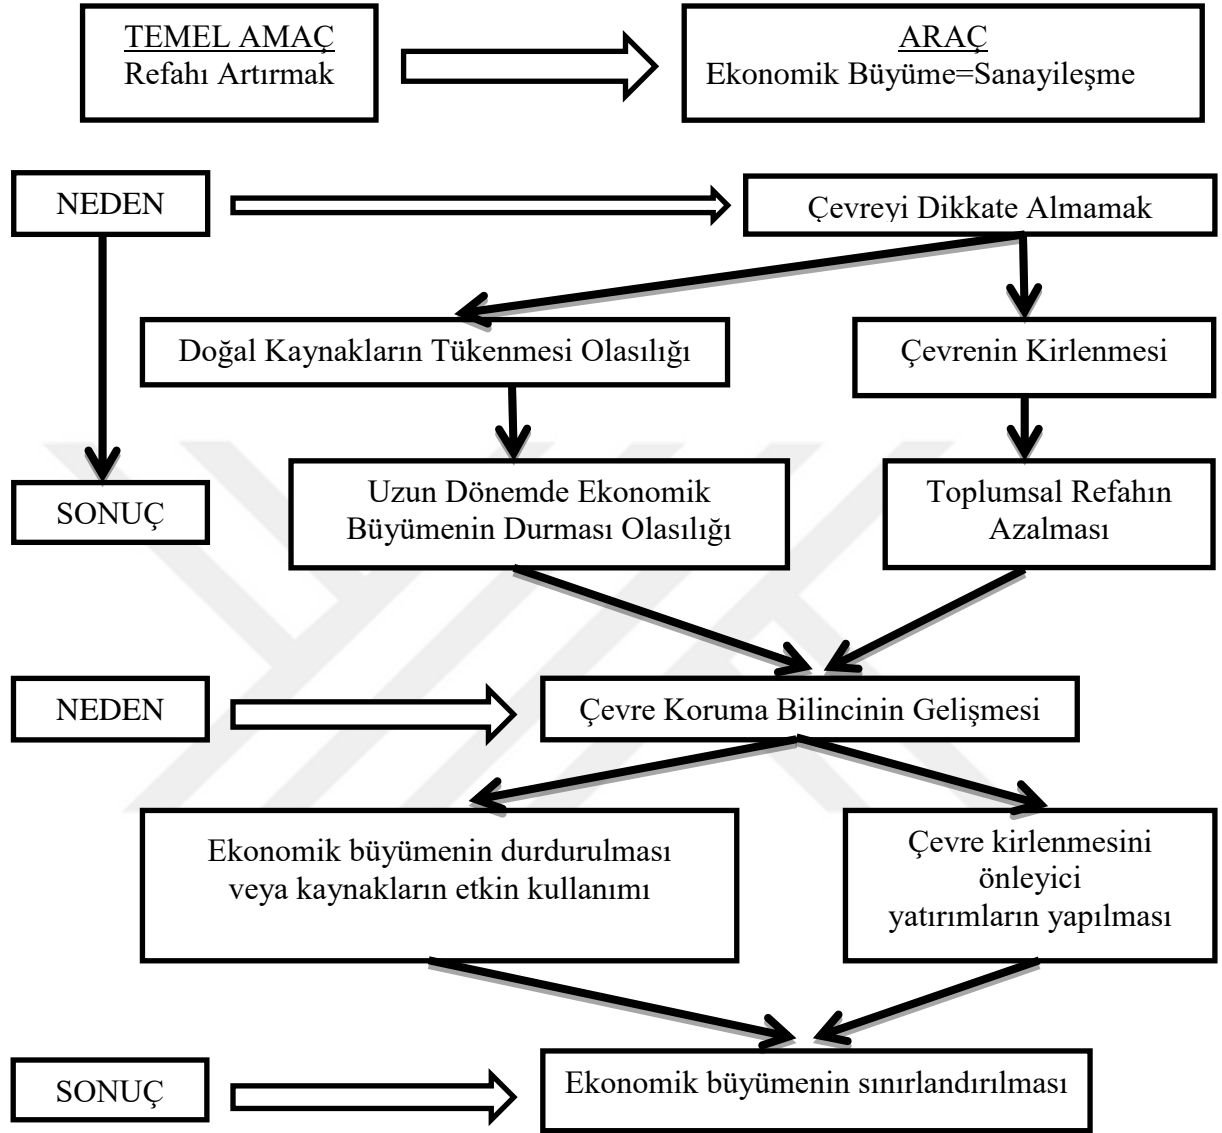 TEMEL AMAÇ
Refahı Artırmak
ARAÇ
Ekonomik Büyüme=Sanayileşme
NEDEN
Çevreyi Dikkate Almamak
Doğal Kaynakların Tükenmesi Olasılığı
Çevrenin Kirlenmesi
SONUÇ
Uzun Dönemde Ekonomik
Büyümenin Durması Olasılığı
Toplumsal Refahın
Azalması
NEDEN
Çevre Koruma Bilincinin Gelişmesi
Ekonomik büyümenin durdurulması
veya kaynakların etkin kullanımı
Çevre kirlenmesini
önleyici
yatırımların yapılması
SONUÇ
Ekonomik büyümenin sınırlandırılması